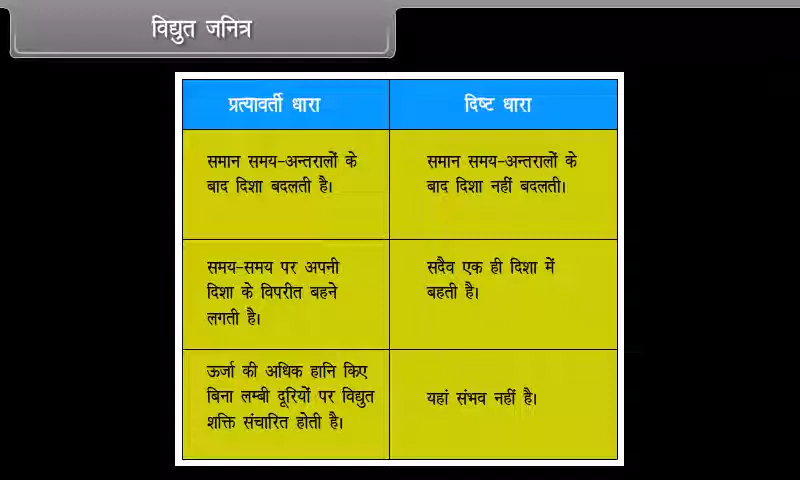 विद्युत जनित्र
प्रत्यावर्ती धारा
दिष्ट धारा
समान समय-अन्तरालों के
बाद दिशा बदलती है।
समान समय-अन्तरालों के
बाद दिशा नहीं बदलती।
समय-समय पर अपनी
दिशा के विपरीत बहने
लगती है।
सदैव एक ही दिशा में
बहती है।
ऊर्जा की अधिक हानि किए
बिना लम्बी दूरियों पर विद्युत
शक्ति संचारित होती है।
यहां संभव नहीं है।